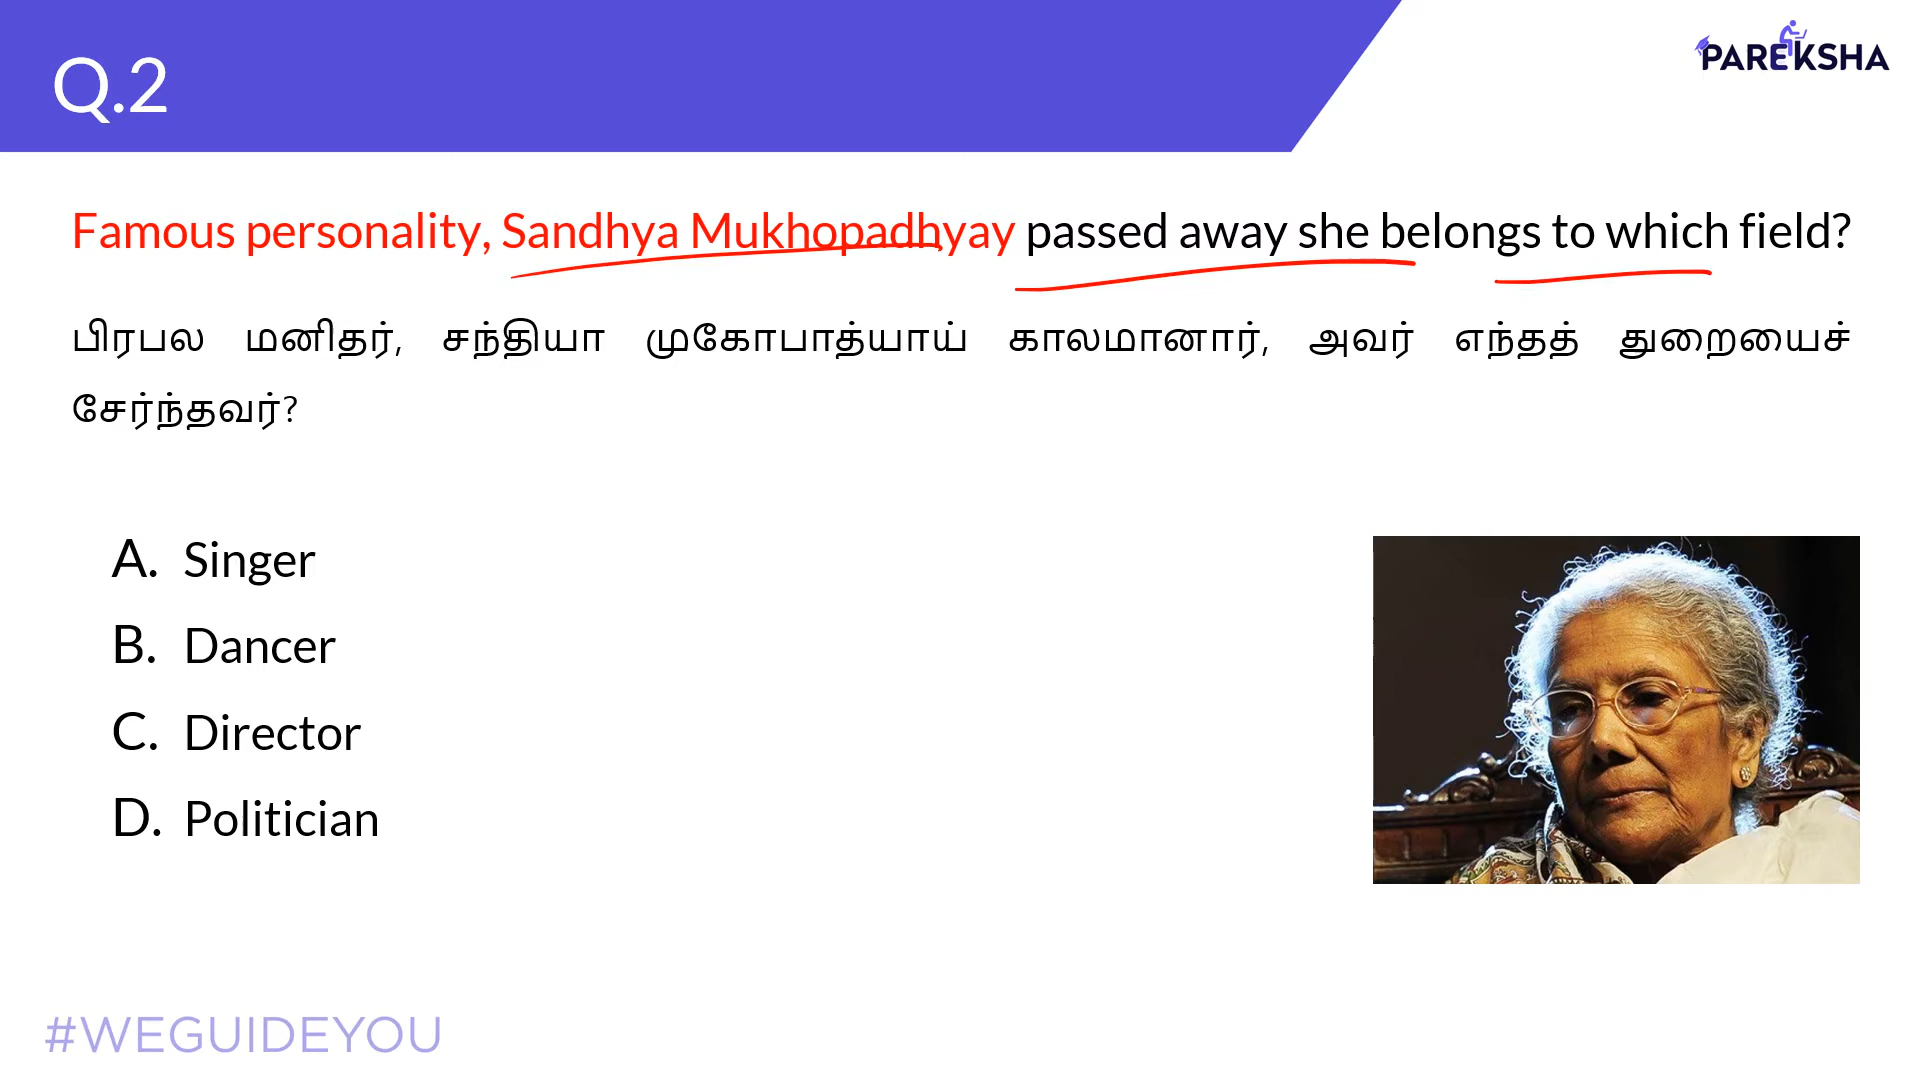 Q.2
PAREKSHA
Famous personality, Sandhya Mukhopadhyay passed away she belongs to which field?
பிரபல மனிதர், சந்தியா முகோபாத்யாய் காலமானார், அவர் எந்தத் துறையைச்
சேர்ந்தவர்?
A. Singer
B. Dancer
C. Director
D. Politician
#WEGUIDEYOU